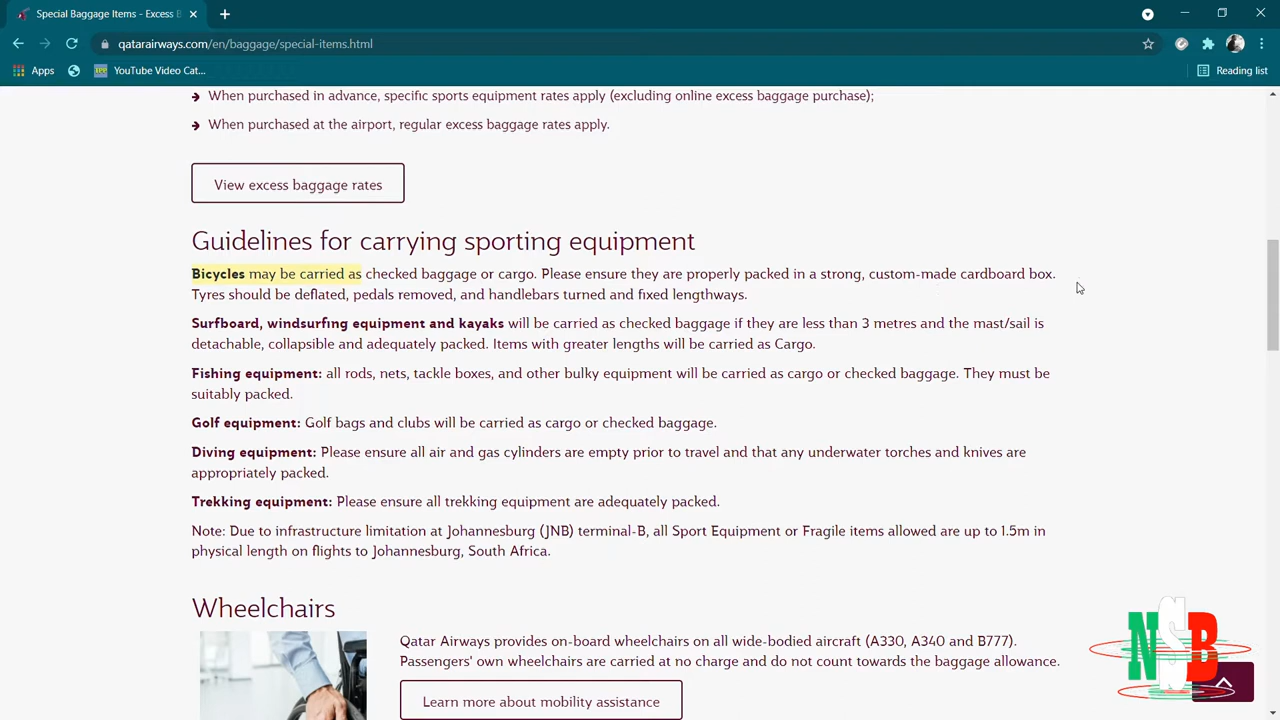 Special Baggage Items - Excess B
qatarairways.com/en/baggage/special-items.html
Apps
YouTube Video Cat...
Reading list
When purchased in advance, specific sports equipment rates apply (excluding online excess baggage purchase);
When purchased at the airport, regular excess baggage rates apply.
View excess baggage rates
Guidelines for carrying sporting equipment
Bicycles may be carried as checked baggage or cargo. Please ensure they are properly packed in a strong, custom-made cardboard box.
Tyres should be deflated, pedals removed, and handlebars turned and fixed lengthways.
Surfboard, windsurfing equipment and kayaks will be carried as checked baggage if they are less than 3 metres and the mast/sail is
detachable, collapsible and adequately packed. Items with greater lengths will be carried as Cargo.
Fishing equipment: all rods, nets, tackle boxes, and other bulky equipment will be carried as cargo or checked baggage. They must be
suitably packed.
Golf equipment: Golf bags and clubs will be carried as cargo or checked baggage.
Diving equipment: Please ensure all air and gas cylinders are empty prior to travel and that any underwater torches and knives are
appropriately packed.
Trekking equipment: Please ensure all trekking equipment are adequately packed.
Note: Due to infrastructure limitation at Johannesburg (JNB) terminal-B, all Sport Equipment or Fragile items allowed are up to 1.5m in
physical length on flights to Johannesburg, South Africa.
Wheelchairs
Qatar Airways provides on-board wheelchairs on all wide-bodied aircraft (A330, A340 and B777).
Passengers' own wheelchairs are carried at no charge and do not count towards the baggage allowance.
Learn more about mobility assistance
NSB